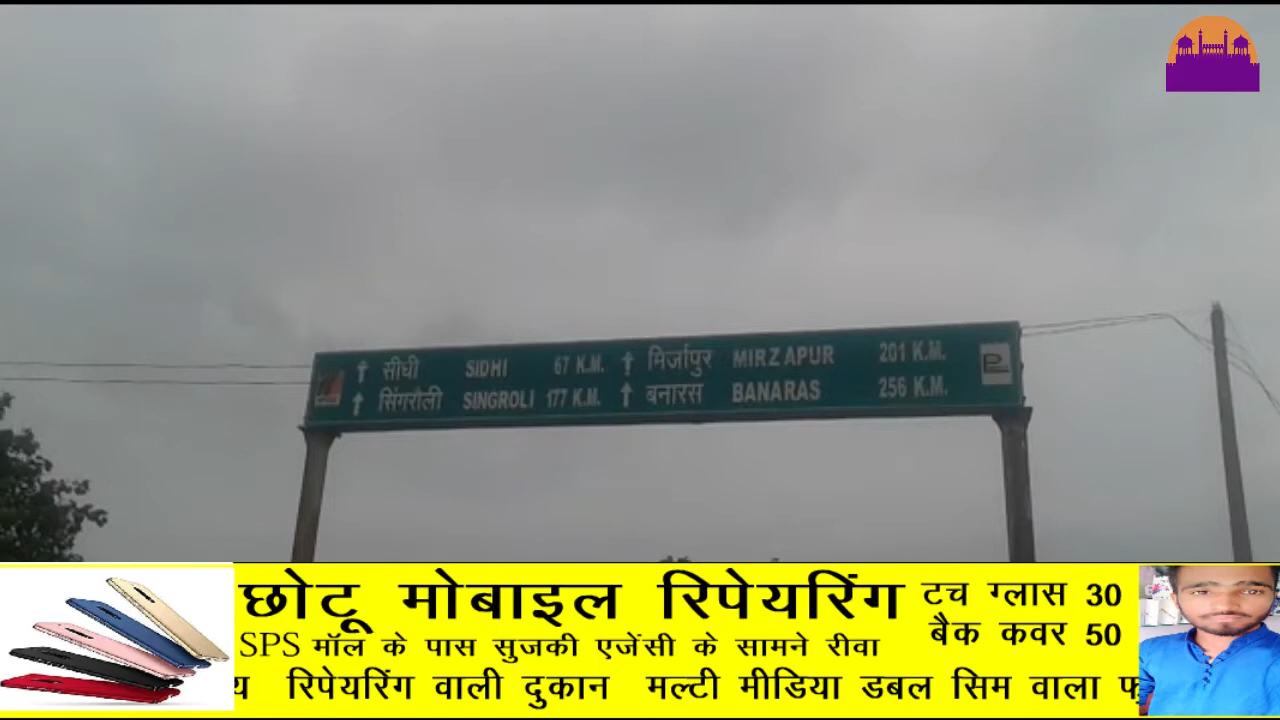 सीधी SIDHI 67 K.M. मिर्जापुर MIRZAPUR 201 K.M.
सिंगरौली SINGROLI 177 K.M. बनारस BANARAS 256 K.M.
छोटू मोबाइल रिपेयरिंग
टच ग्लास 30
SPS मॉल के पास सुजकी एजेंसी के सामने रीवा
बैक कवर 50
रिपेयरिंग वाली दुकान मल्टी मीडिया डबल सिम वाला